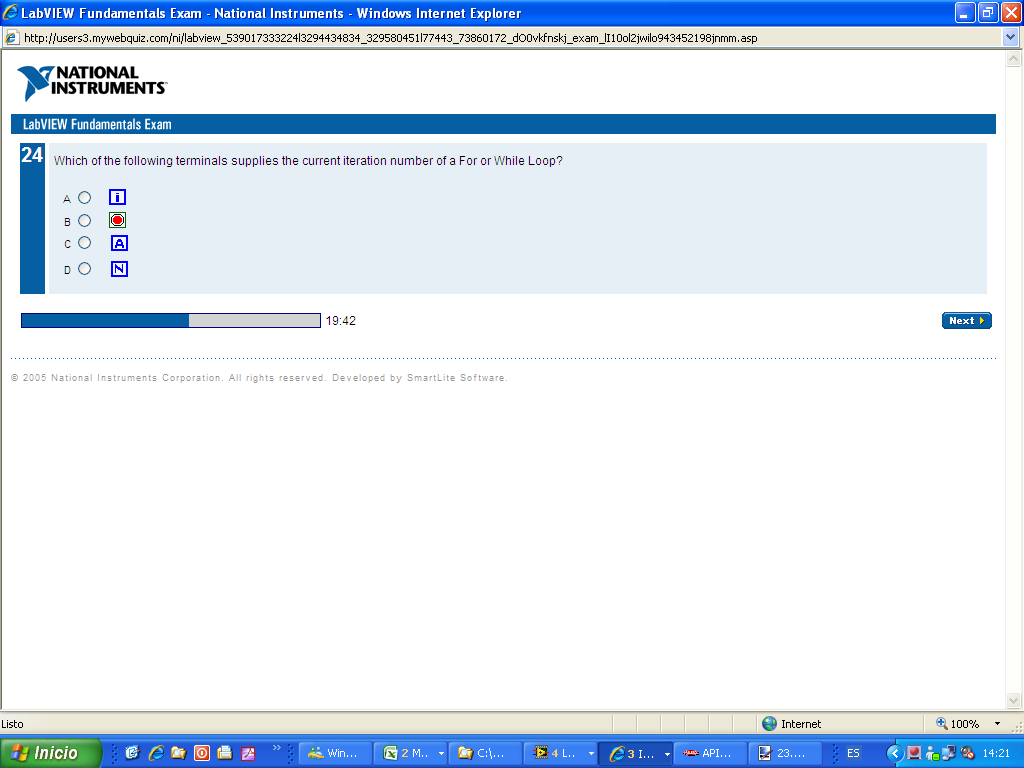 LabVIEW Fundamentals Exam - National Instruments - Windows Internet Explorer
http://users3.mywebquiz.com/ni/labview_539017333224l3294434834_329580451l77443_73860172_dO0vkfnskj_exam_lI10ol2jwilo943452198jnmm.asp
NATIONAL INSTRUMENTS
LabVIEW Fundamentals Exam
24 Which of the following terminals supplies the current iteration number of a For or While Loop?
A i
B
C A
D N
19:42
Next
© 2005 National Instruments Corporation. All rights reserved. Developed by SmartLite Software.
Listo Internet 100%
Inicio Win... 2 M... C:\... 4 L... 3 I... API... 23.... ES 14:21